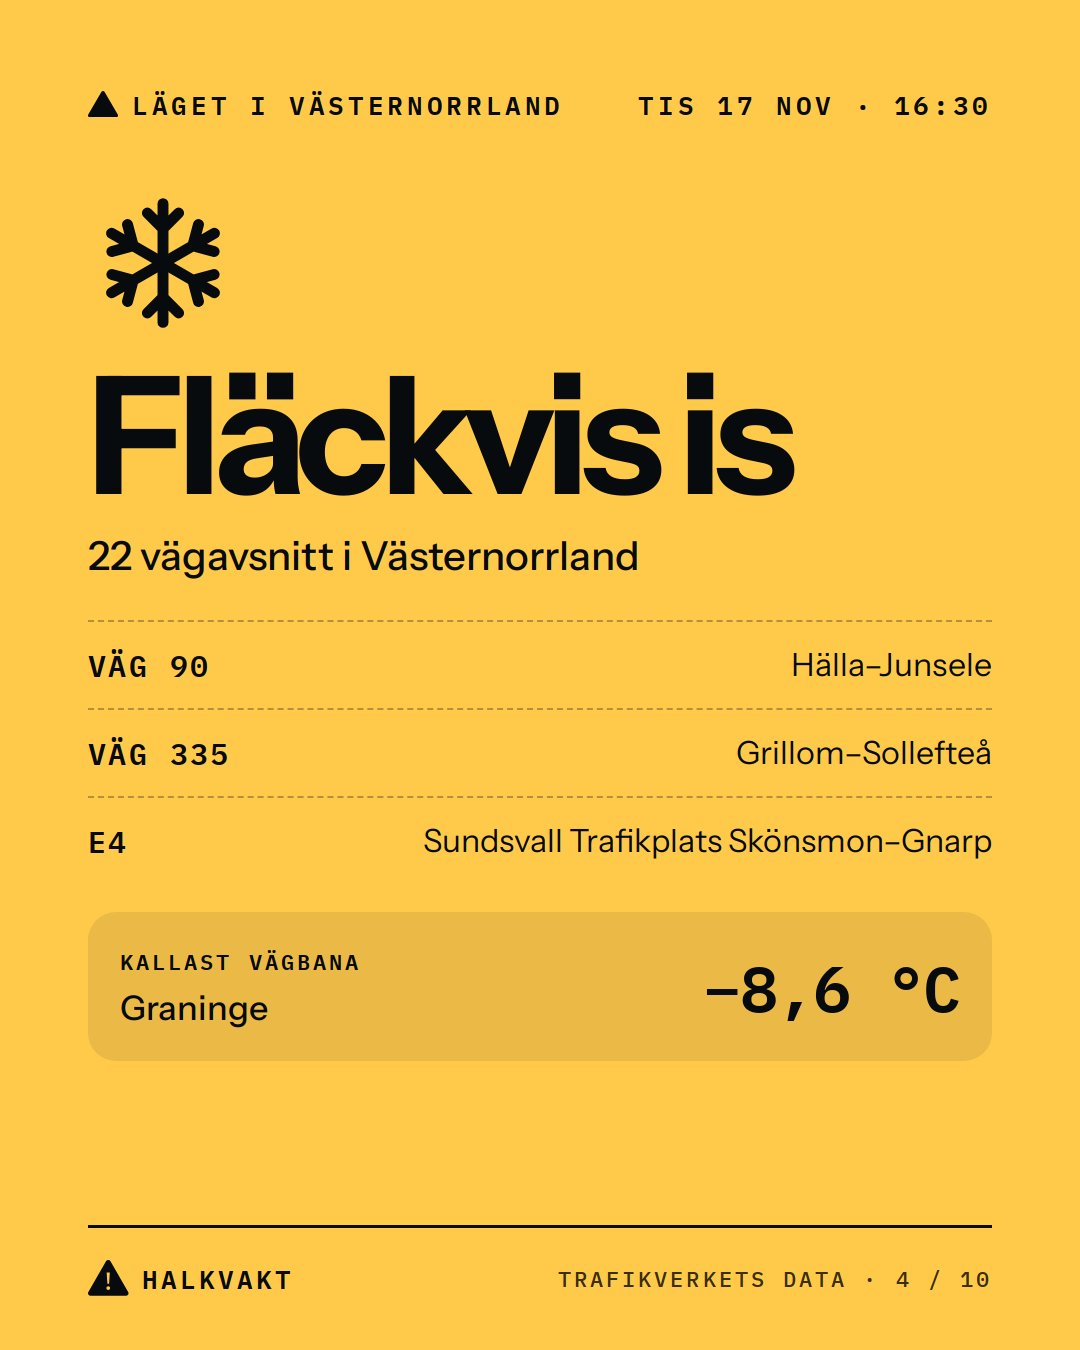 LÄGET I VÄSTERNORRLAND TIS 17 NOV · 16:30
Fläckvis is
22 vägavsnitt i Västernorrland
VÄG 90 Hälla–Junsele
VÄG 335 Grillom–Sollefteå
E4 Sundsvall Trafikplats Skönsmon–Gnarp
KALLAST VÄGBANA
Graninge −8,6 °C
HALKVAKT TRAFIKVERKETS DATA · 4 / 10